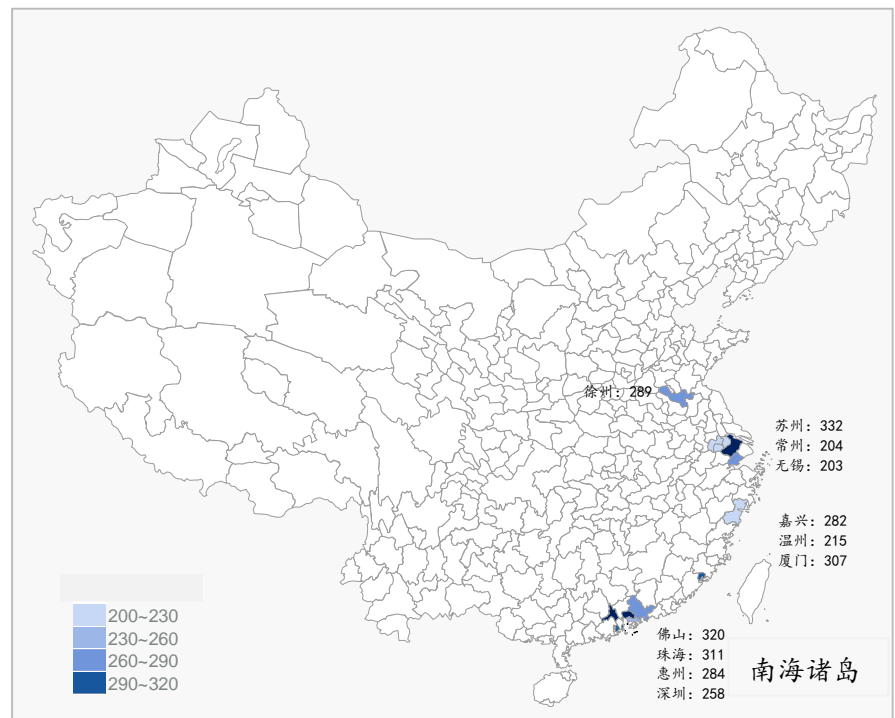 徐州：289
苏州：332
常州：204
无锡：203
嘉兴：282
温州：215
厦门：307
佛山：320
珠海：311
惠州：284
深圳：258
南海诸岛
200~230
230~260
260~290
290~320